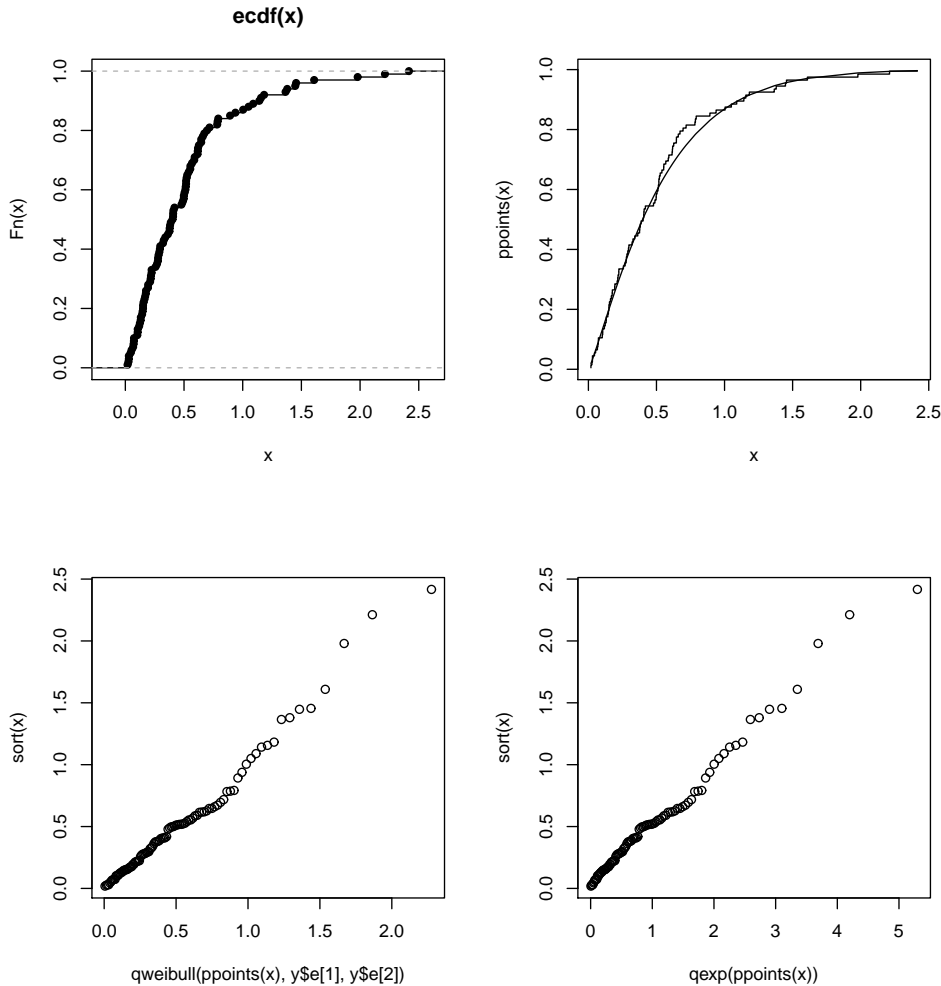 ecdf(x)
Fn(x)
0.0 0.2 0.4 0.6 0.8 1.0
0.0 0.5 1.0 1.5 2.0 2.5
x
ppoints(x)
0.0 0.2 0.4 0.6 0.8 1.0
0.0 0.5 1.0 1.5 2.0 2.5
x
sort(x)
0.0 0.5 1.0 1.5 2.0 2.5
0.0 0.5 1.0 1.5 2.0
qweibull(ppoints(x), y$e[1], y$e[2])
sort(x)
0.0 0.5 1.0 1.5 2.0 2.5
0 1 2 3 4 5
qexp(ppoints(x))